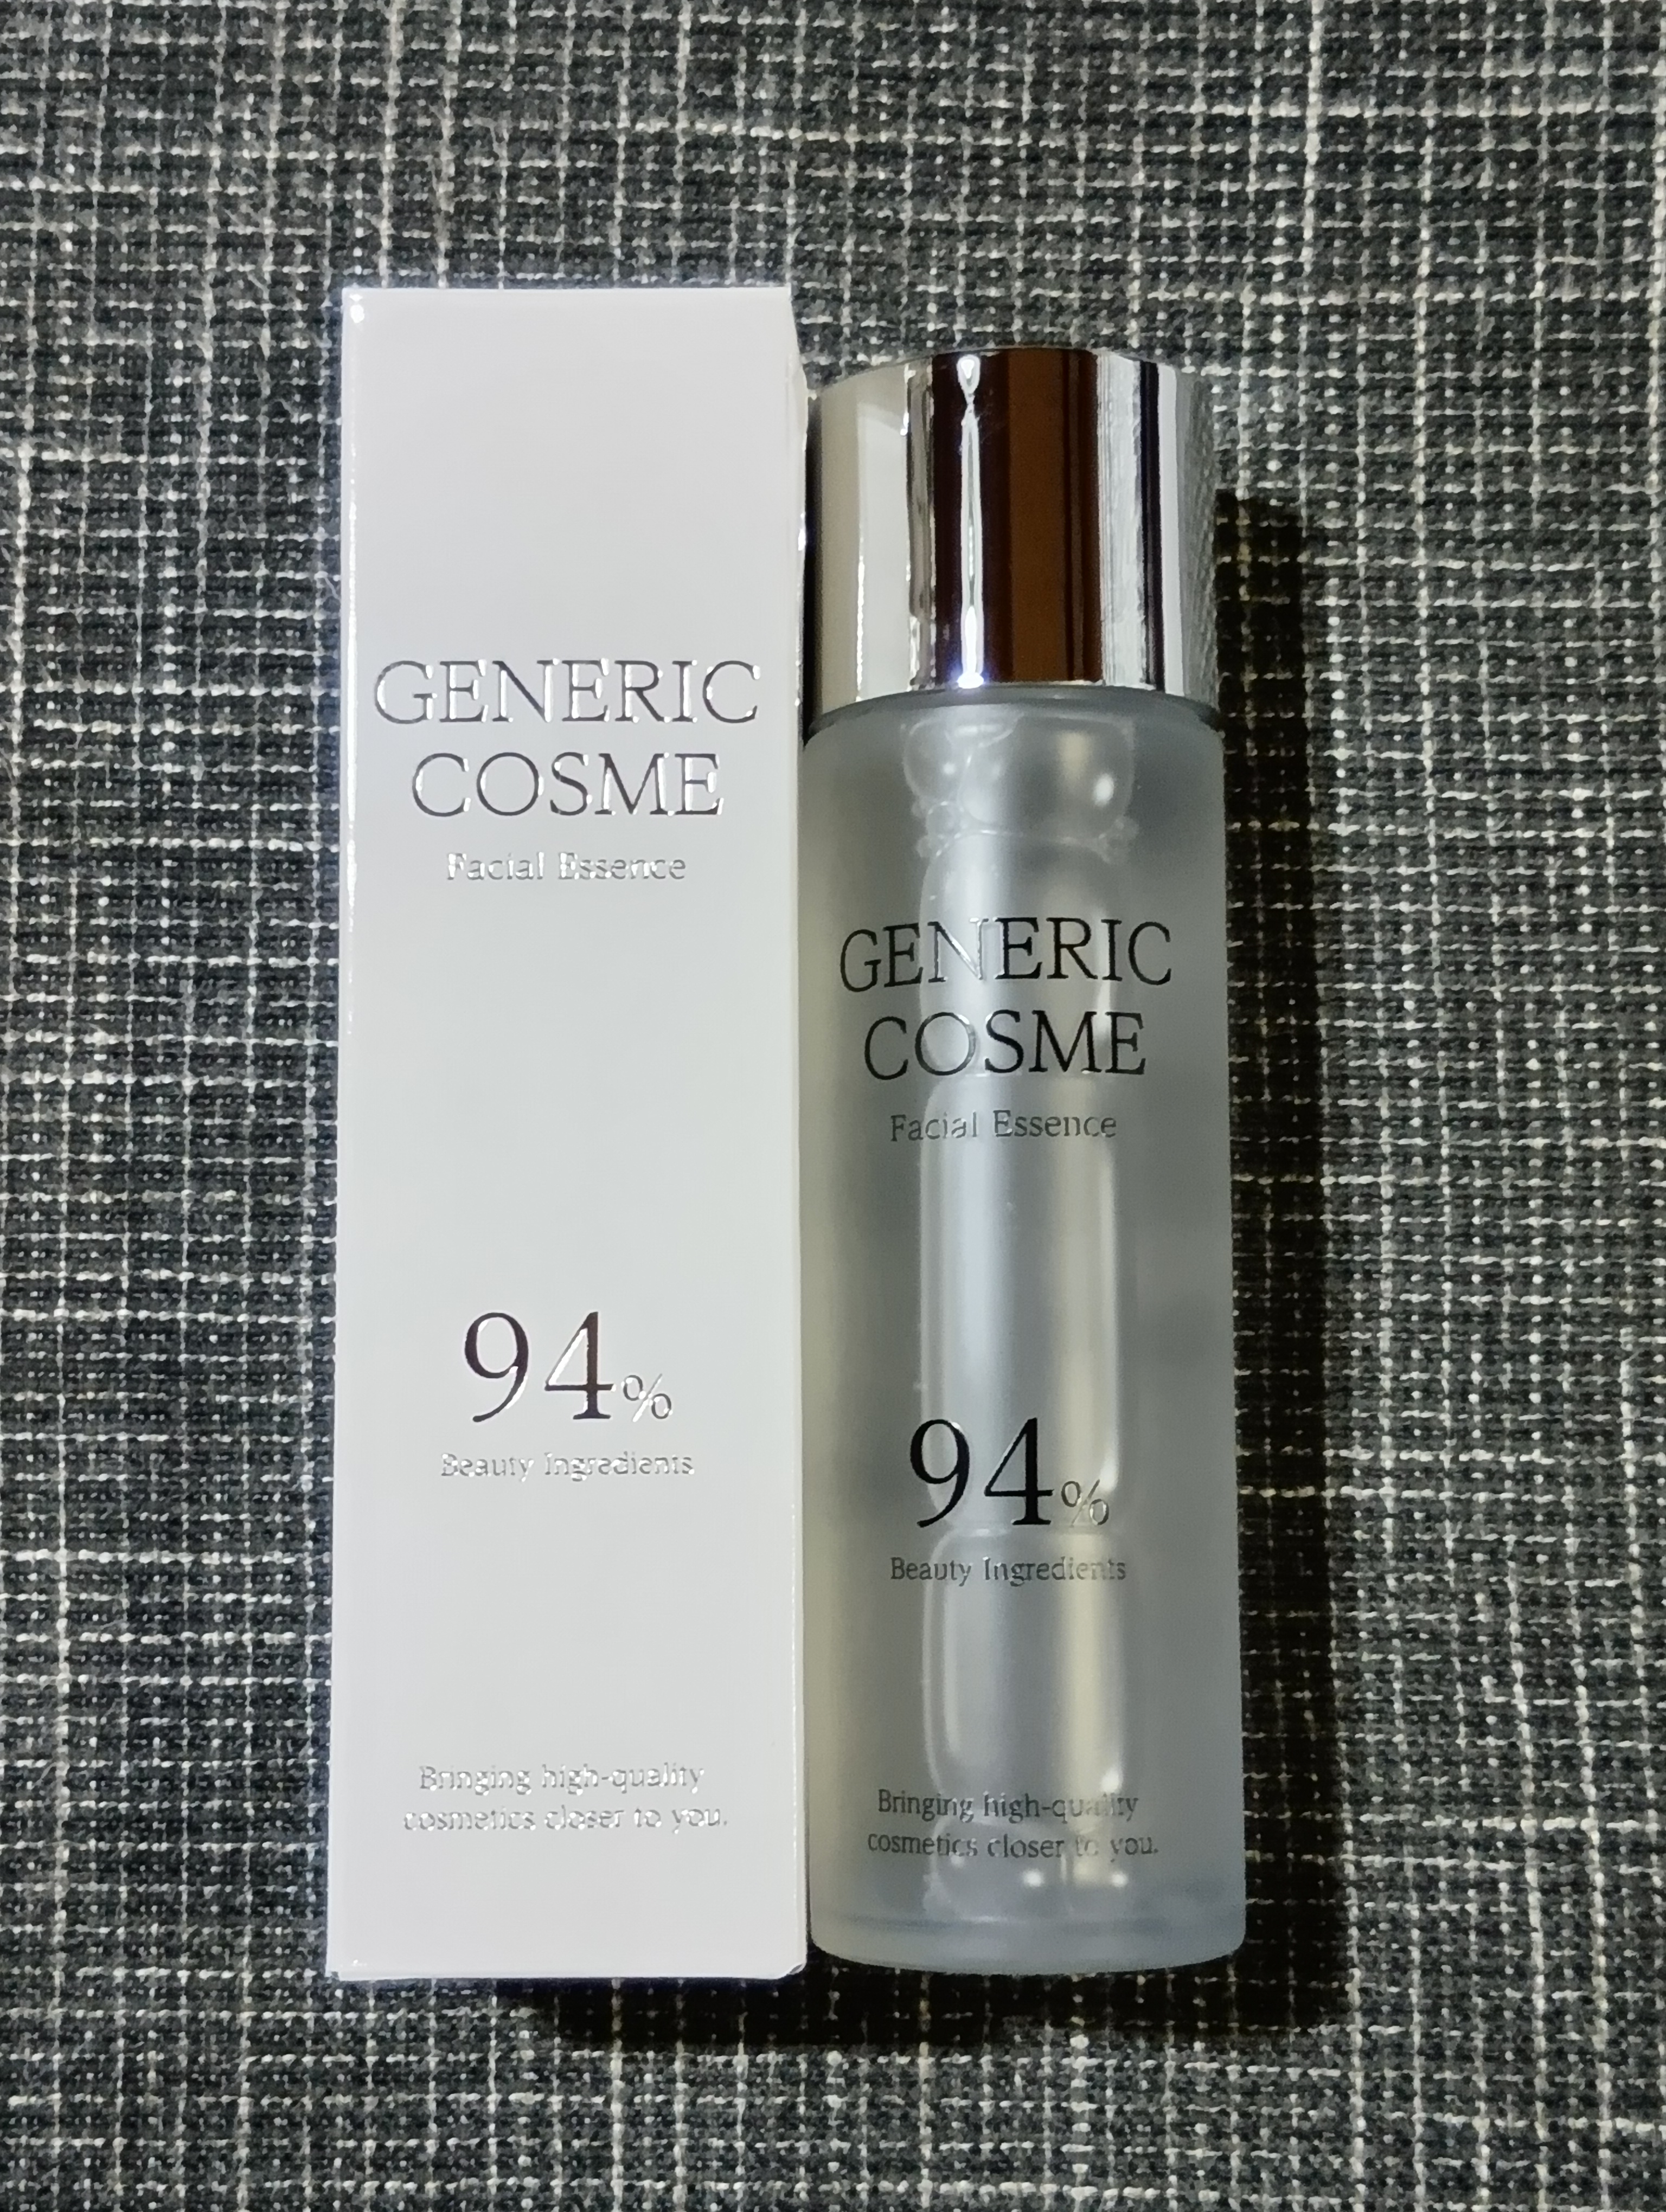 GENERIC
COSME
Facial Essence
94%
Beauty Ingredients
Bringing high-quality
cosmetics closer to you.
GENERIC
COSME
Facial Essence
94%
Beauty Ingredients
Bringing high-quality
cosmetics closer to you.